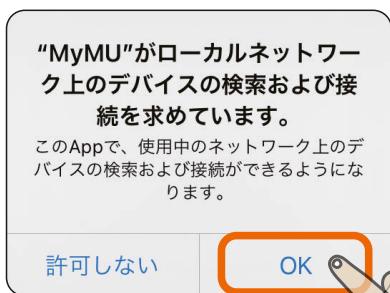 “MyMU”がローカルネットワー
ク上のデバイスの検索および接
続を求めています。
このAppで、使用中のネットワーク上のデ
バイスの検索および接続ができるようにな
ります。
許可しない
OK